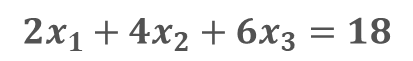 2x₁ + 4x₂ + 6x₃ = 18